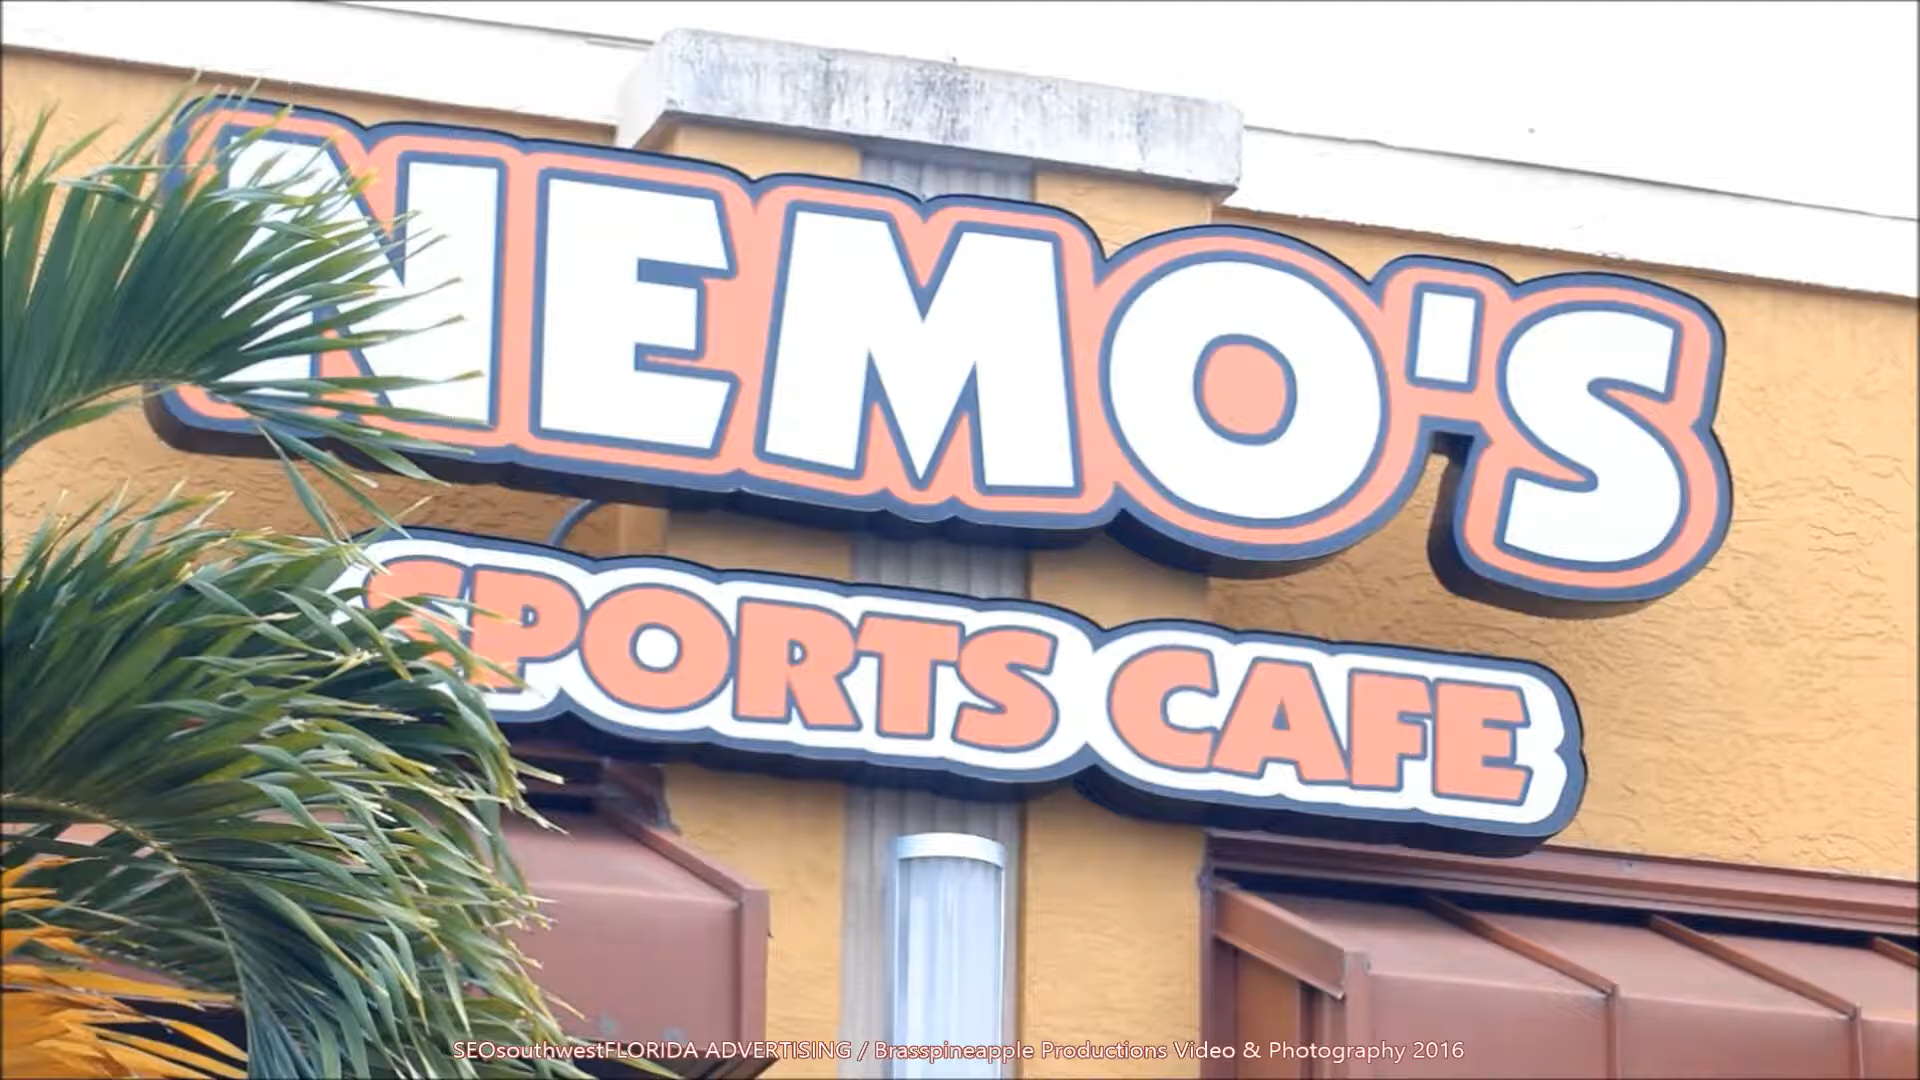 NEMO'S
SPORTS CAFE
SEOsouthwestFLORIDA ADVERTISING / Brasspineapple Productions Video & Photography 2016